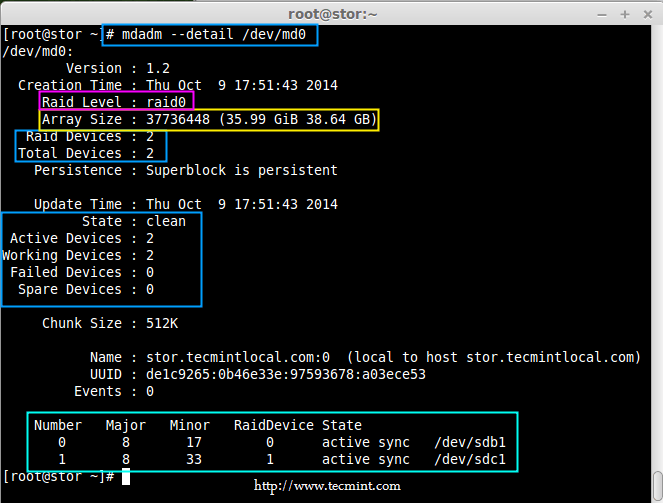 root@stor:~
[root@stor ~]# mdadm --detail /dev/md0
/dev/md0:
Version : 1.2
Creation Time : Thu Oct  9 17:51:43 2014
Raid Level : raid0
Array Size : 37736448 (35.99 GiB 38.64 GB)
Raid Devices : 2
Total Devices : 2
Persistence : Superblock is persistent
Update Time : Thu Oct  9 17:51:43 2014
State : clean
Active Devices : 2
Working Devices : 2
Failed Devices : 0
Spare Devices : 0
Chunk Size : 512K
Name : stor.tecmintlocal.com:0  (local to host stor.tecmintlocal.com)
UUID : de1c9265:0b46e33e:97593678:a03ece53
Events : 0
Number   Major   Minor   RaidDevice State
0       8       17        0      active sync   /dev/sdb1
1       8       33        1      active sync   /dev/sdc1
[root@stor ~]#
http://www.tecmint.com